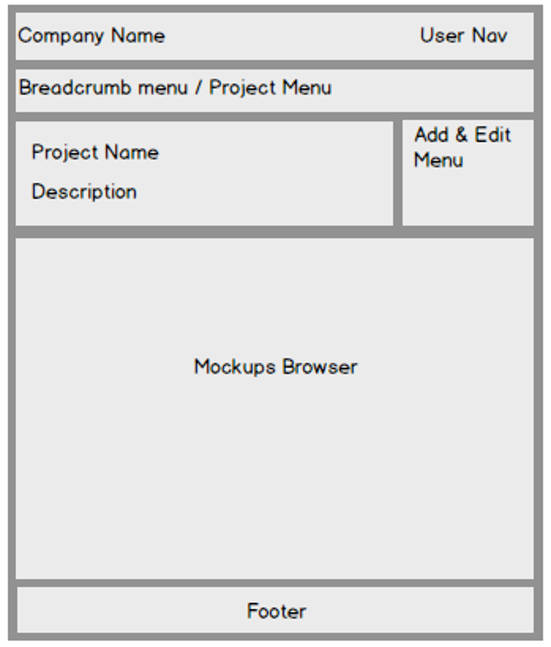 Company Name User Nav
Breadcrumb menu / Project Menu
Project Name
Description
Add & Edit
Menu
Mockups Browser
Footer